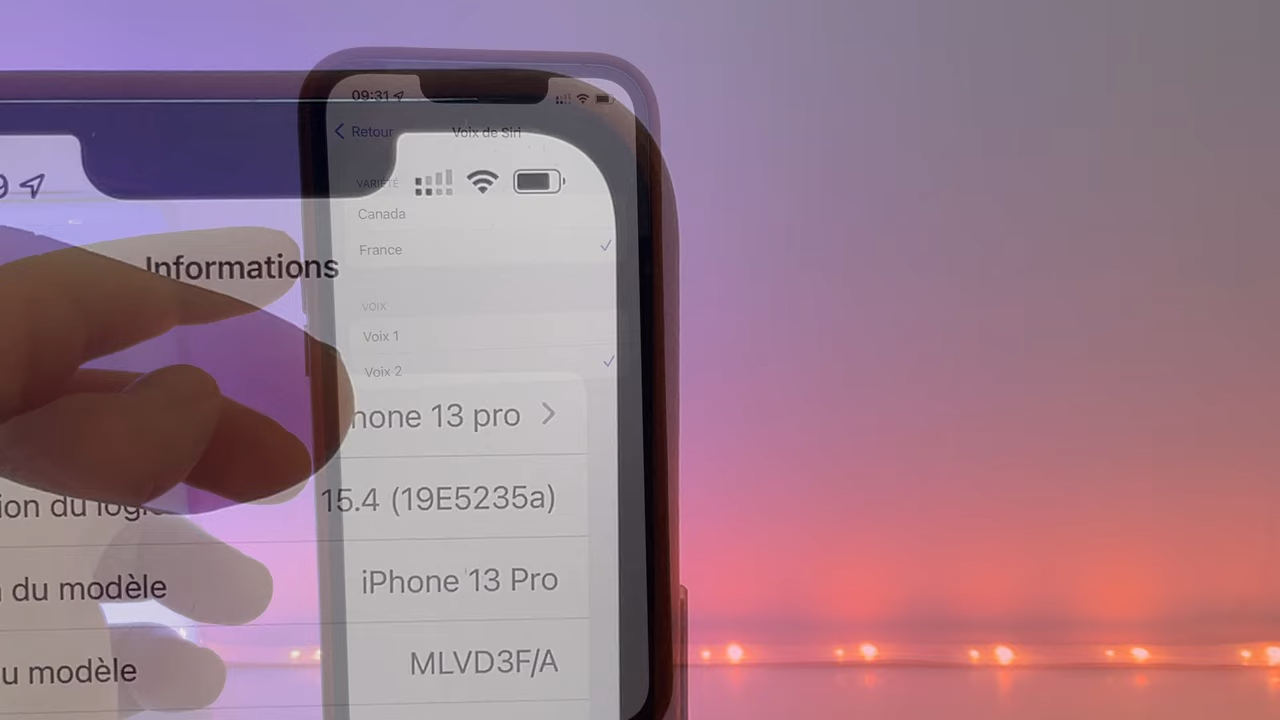 09:31
Retour
Voix de Siri
VARIÉTÉ
Canada
Informations
France
VOIX
Voix 1
Voix 2
13 pro
15.4 (19E5235a)
du modèle
iPhone 13 Pro
modèle
MLVD3F/A